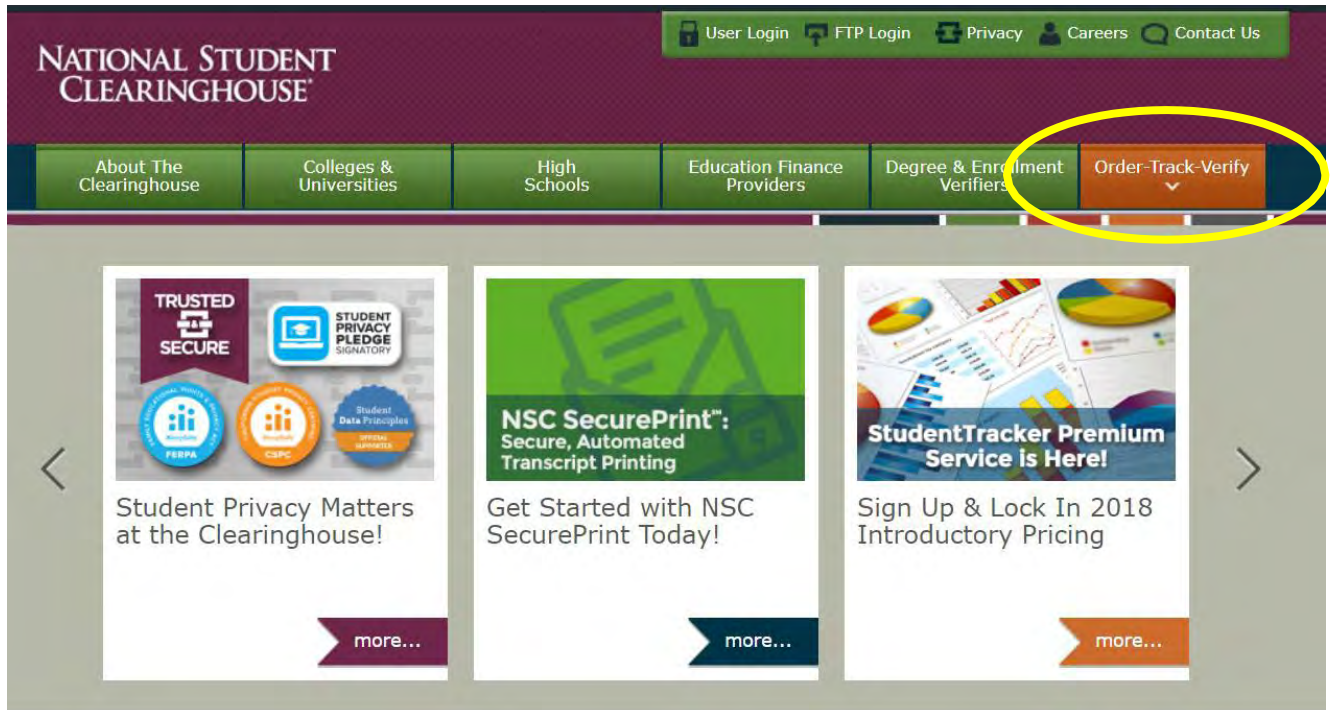 User Login FTP Login Privacy Careers Contact Us
NATIONAL STUDENT
CLEARINGHOUSE®
About The
Clearinghouse
Colleges &
Universities
High
Schools
Education Finance
Providers
Degree & Enrollment
Verifiers
Order-Track-Verify
TRUSTED
SECURE
STUDENT
PRIVACY
PLEDGE
SIGNATORY
FERPA
CSPC
Student
Data Principles
OFFICIAL
SUPPORTER
Student Privacy Matters
at the Clearinghouse!
more...
NSC SecurePrint℠:
Secure, Automated
Transcript Printing
Get Started with NSC
SecurePrint Today!
more...
StudentTracker Premium
Service is Here!
Sign Up & Lock In 2018
Introductory Pricing
more...